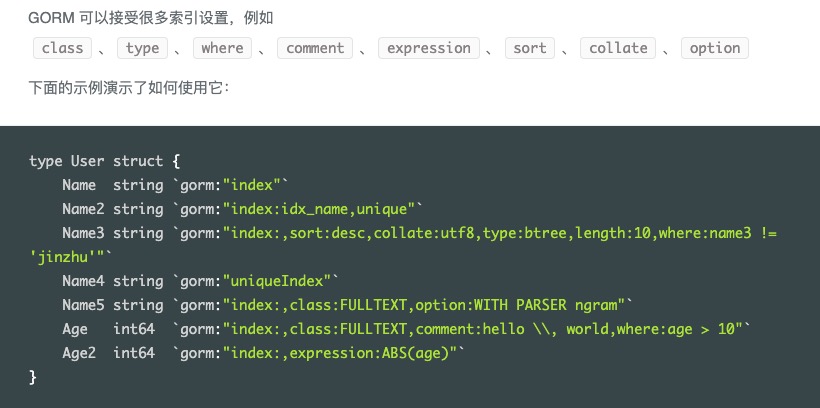 GORM 可以接受很多索引设置，例如
class 、 type 、 where 、 comment 、 expression 、 sort 、 collate 、 option
下面的示例演示了如何使用它：
type User struct {
    Name  string `gorm:"index"`
    Name2 string `gorm:"index:idx_name,unique"`
    Name3 string `gorm:"index:,sort:desc,collate:utf8,type:btree,length:10,where:name3 !=
'jinzhu'"`
    Name4 string `gorm:"uniqueIndex"`
    Name5 string `gorm:"index:,class:FULLTEXT,option:WITH PARSER ngram"`
    Age   int64  `gorm:"index:,class:FULLTEXT,comment:hello \\, world,where:age > 10"`
    Age2  int64  `gorm:"index:,expression:ABS(age)"`
}